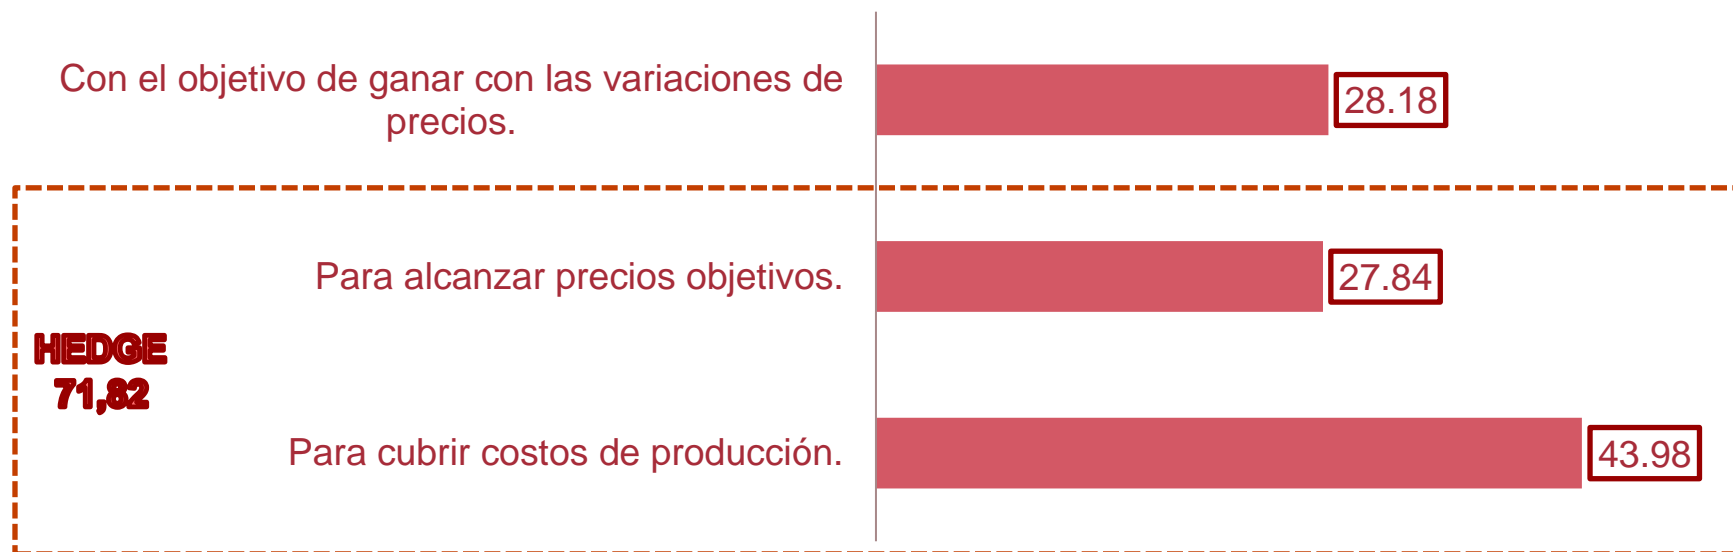 Con el objetivo de ganar con las variaciones de
precios.
28.18
Para alcanzar precios objetivos.
27.84
HEDGE
71,82
Para cubrir costos de producción.
43.98